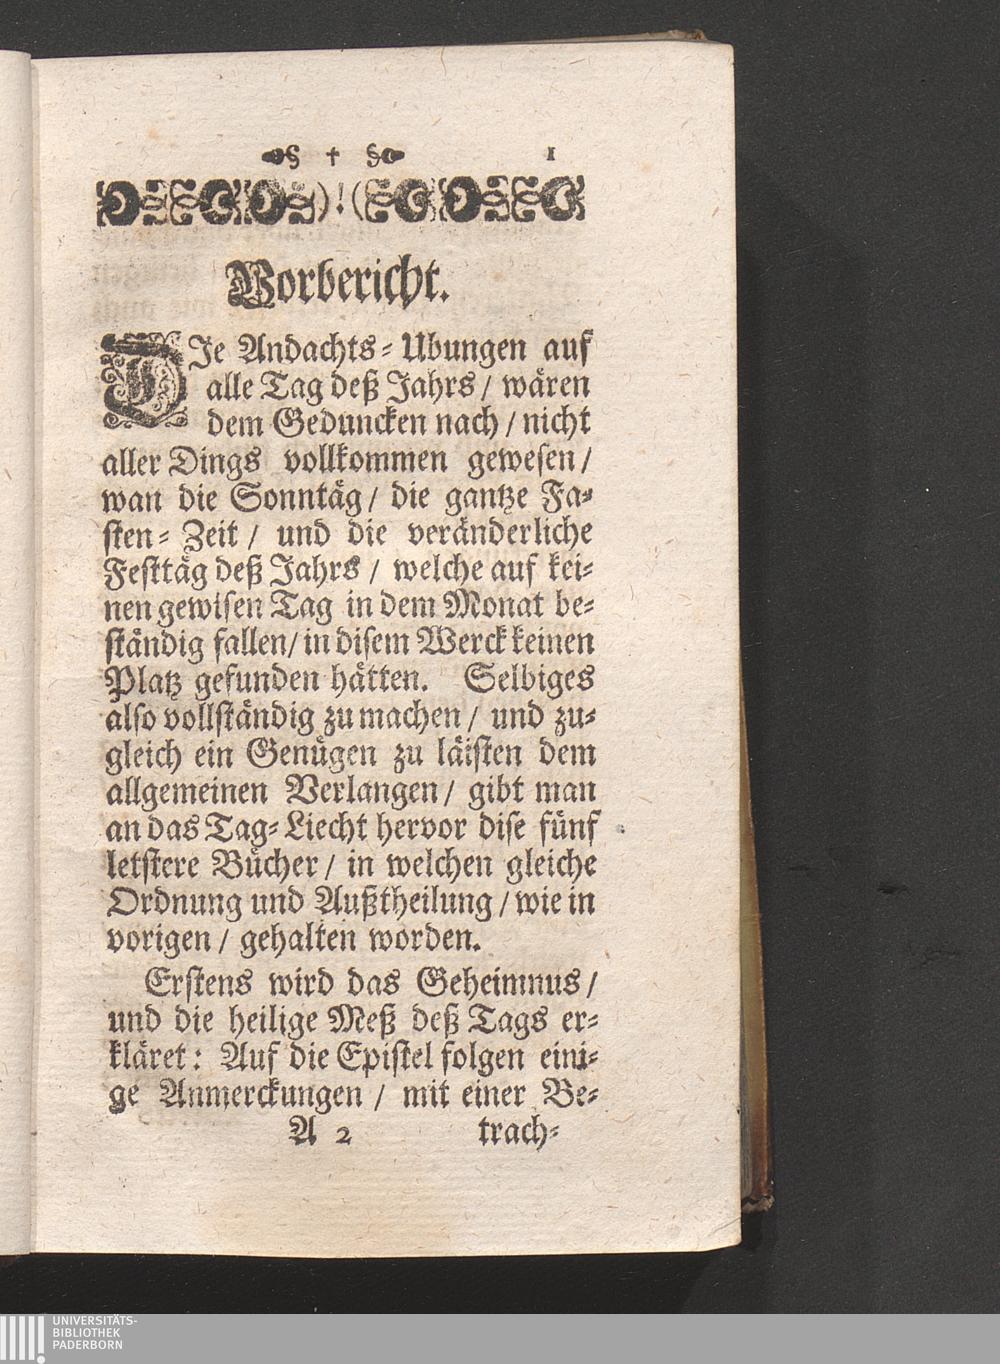 § † § 1
)!(
Vorbericht.
DIe Andachts-Ubungen auf
alle Tag deß Jahrs / wären
dem Geduncken nach / nicht
aller Dings vollkommen gewesen /
wan die Sonntäg / die gantze Fa-
sten-Zeit / und die veränderliche
Festtäg deß Jahrs / welche auf kei-
nen gewisen Tag in dem Monat be-
ständig fallen / in disem Werck keinen
Platz gefunden hätten. Selbiges
also vollständig zu machen / und zu-
gleich ein Genügen zu läisten dem
allgemeinen Verlangen / gibt man
an das Tag-Liecht hervor dise fünf
letstere Bücher / in welchen gleiche
Ordnung und Außtheilung / wie in
vorigen / gehalten worden.
Erstens wird das Geheimnus /
und die heilige Meß deß Tags er-
kläret: Auf die Epistel folgen eini-
ge Anmerckungen / mit einer Be-
A 2 trach-
UNIVERSITÄTS-
BIBLIOTHEK
PADERBORN